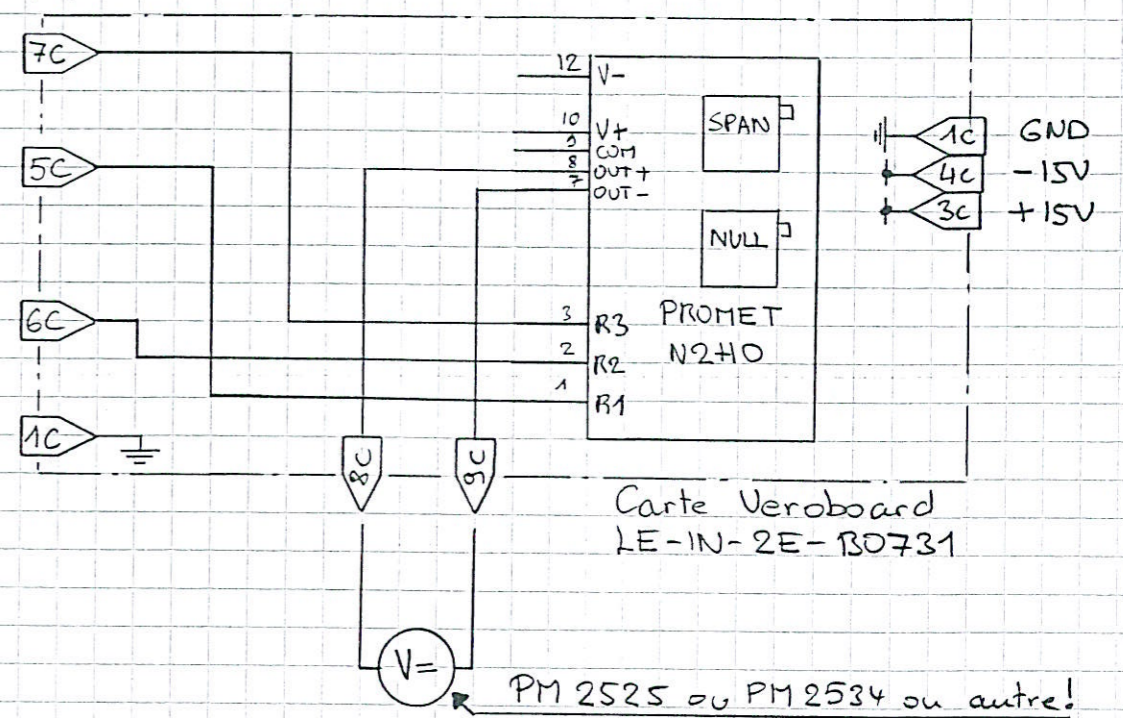 7C
5C
6C
1C
12 V-
10 V+
9 COM
8 OUT+
7 OUT-
3 R3
2 R2
1 R1
SPAN
NULL
PROMET
N2HO
1C GND
4C -15V
3C +15V
8C
9C
Carte Veroboard
LE-IN-2E-B0731
V=
PM 2525 ou PM 2534 ou autre!